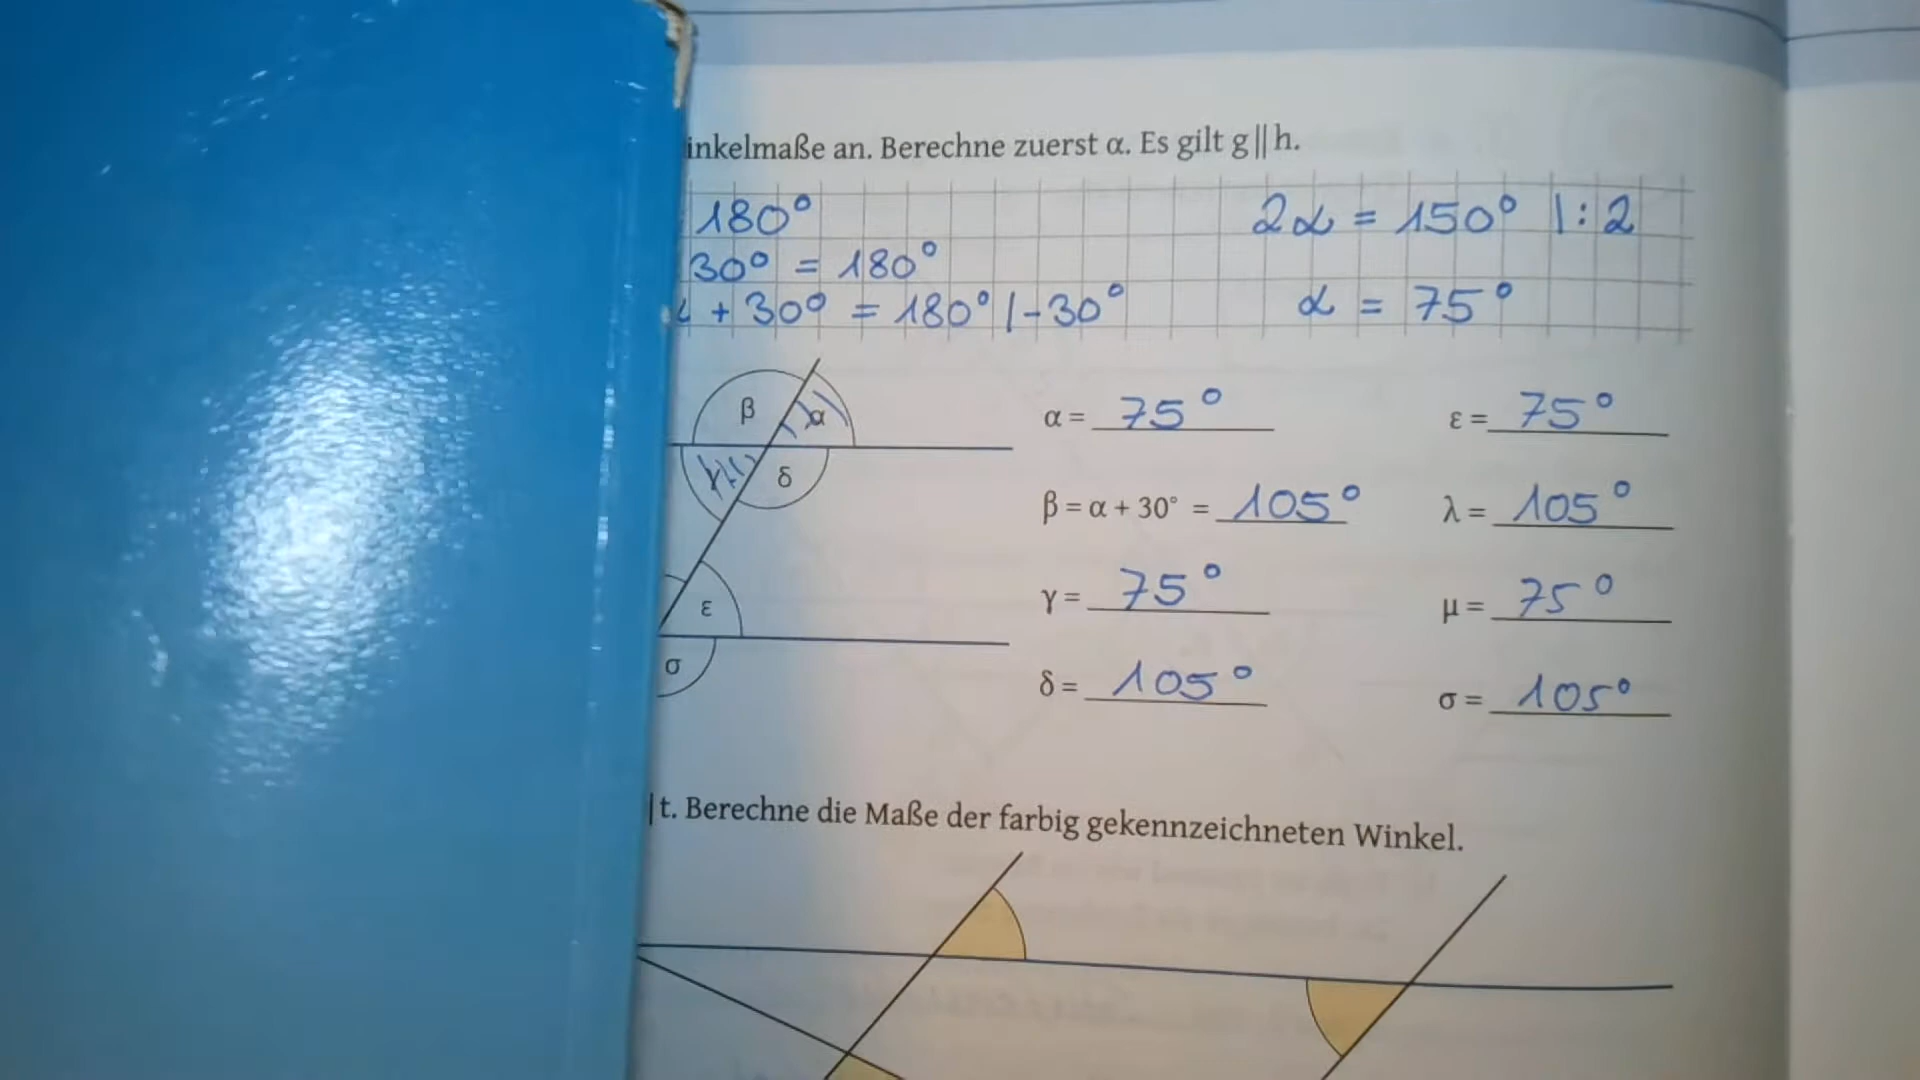 inkelmaße an. Berechne zuerst α. Es gilt g || h.
180°
2α = 150° |:2
30° = 180°
+ 30° = 180° |-30°
α = 75°
β
α
δ
ε
σ
α = 75°
ε = 75°
β = α + 30° = 105°
λ = 105°
γ = 75°
μ = 75°
δ = 105°
σ = 105°
t. Berechne die Maße der farbig gekennzeichneten Winkel.